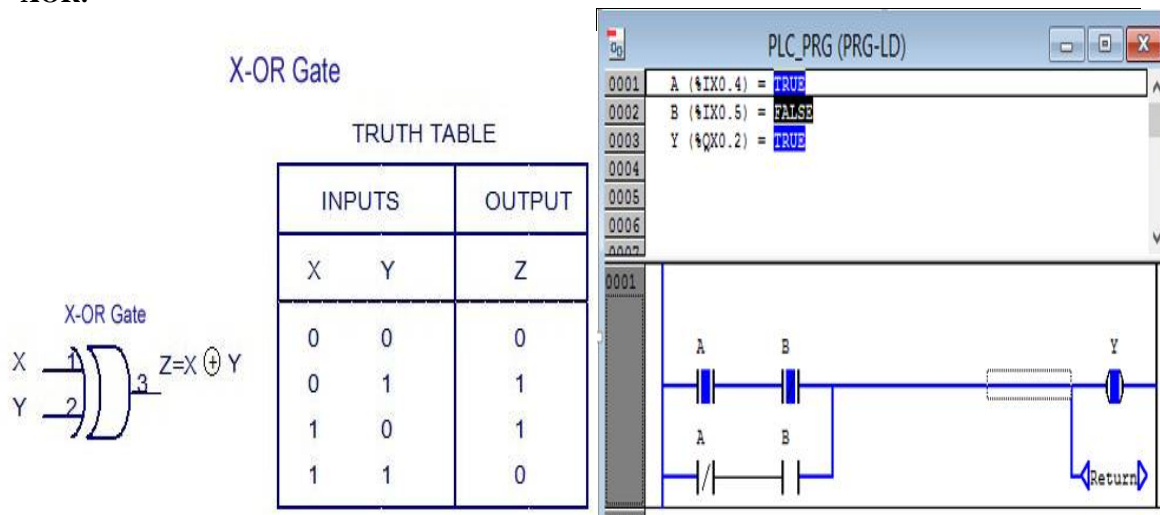 XOR:
X-OR Gate
TRUTH TABLE
INPUTS OUTPUT
X Y Z
0 0 0
0 1 1
1 0 1
1 1 0
X-OR Gate
X 1
Y 2
3 Z=X ⊕ Y
PLC_PRG (PRG-LD)
0001 A (%IX0.4) = TRUE
0002 B (%IX0.5) = FALSE
0003 Y (%QX0.2) = TRUE
0004
0005
0006
0007
0001
A B Y
A B
Return